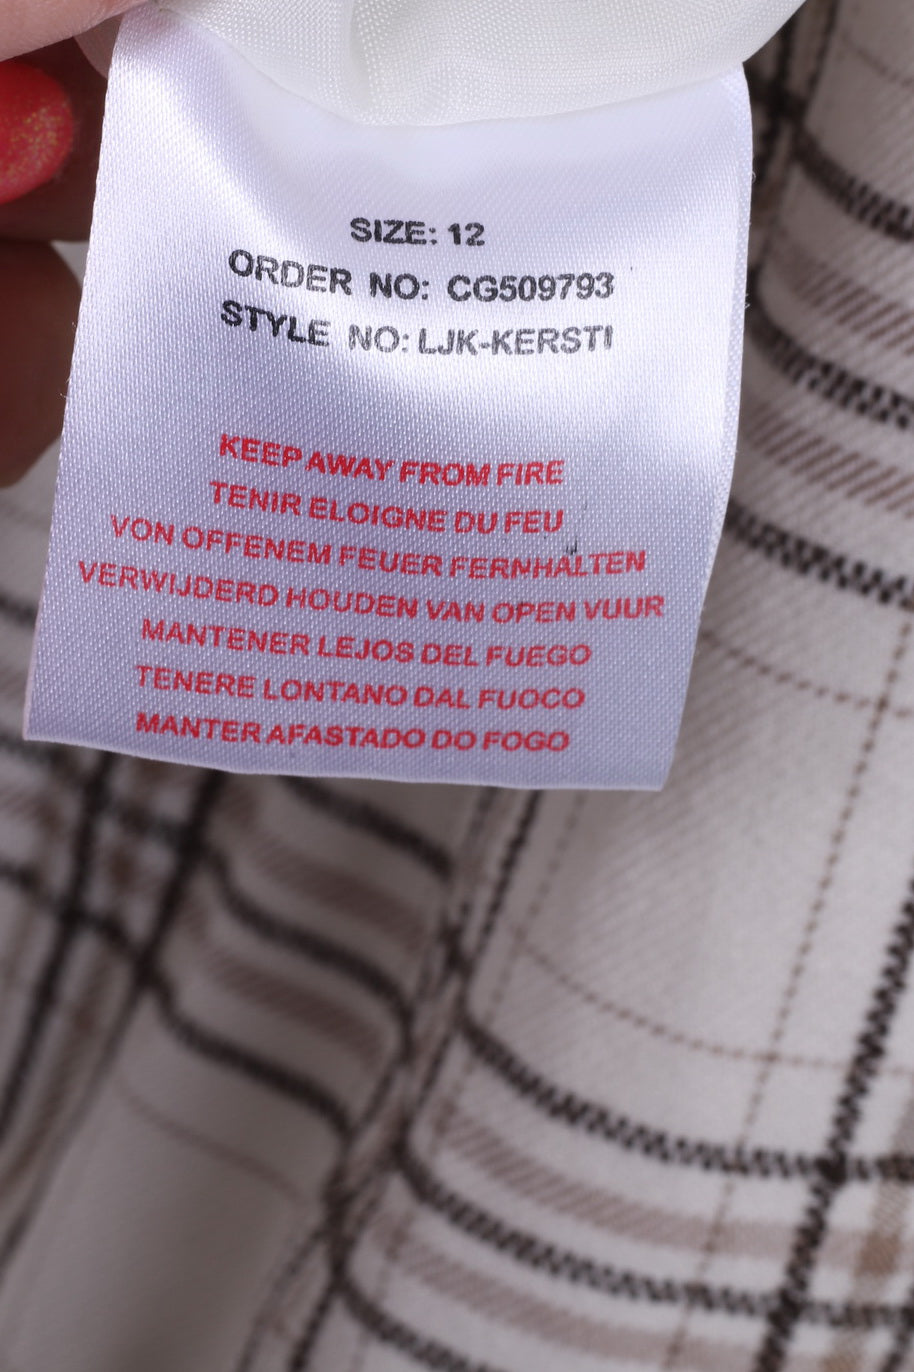 SIZE: 12
ORDER NO: CG509793
STYLE NO: LJK-KERSTI
KEEP AWAY FROM FIRE
TENIR ELOIGNE DU FEU
VON OFFENEM FEUER FERNHALTEN
VERWIJDERD HOUDEN VAN OPEN VUUR
MANTENER LEJOS DEL FUEGO
TENERE LONTANO DAL FUOCO
MANTER AFASTADO DO FOGO